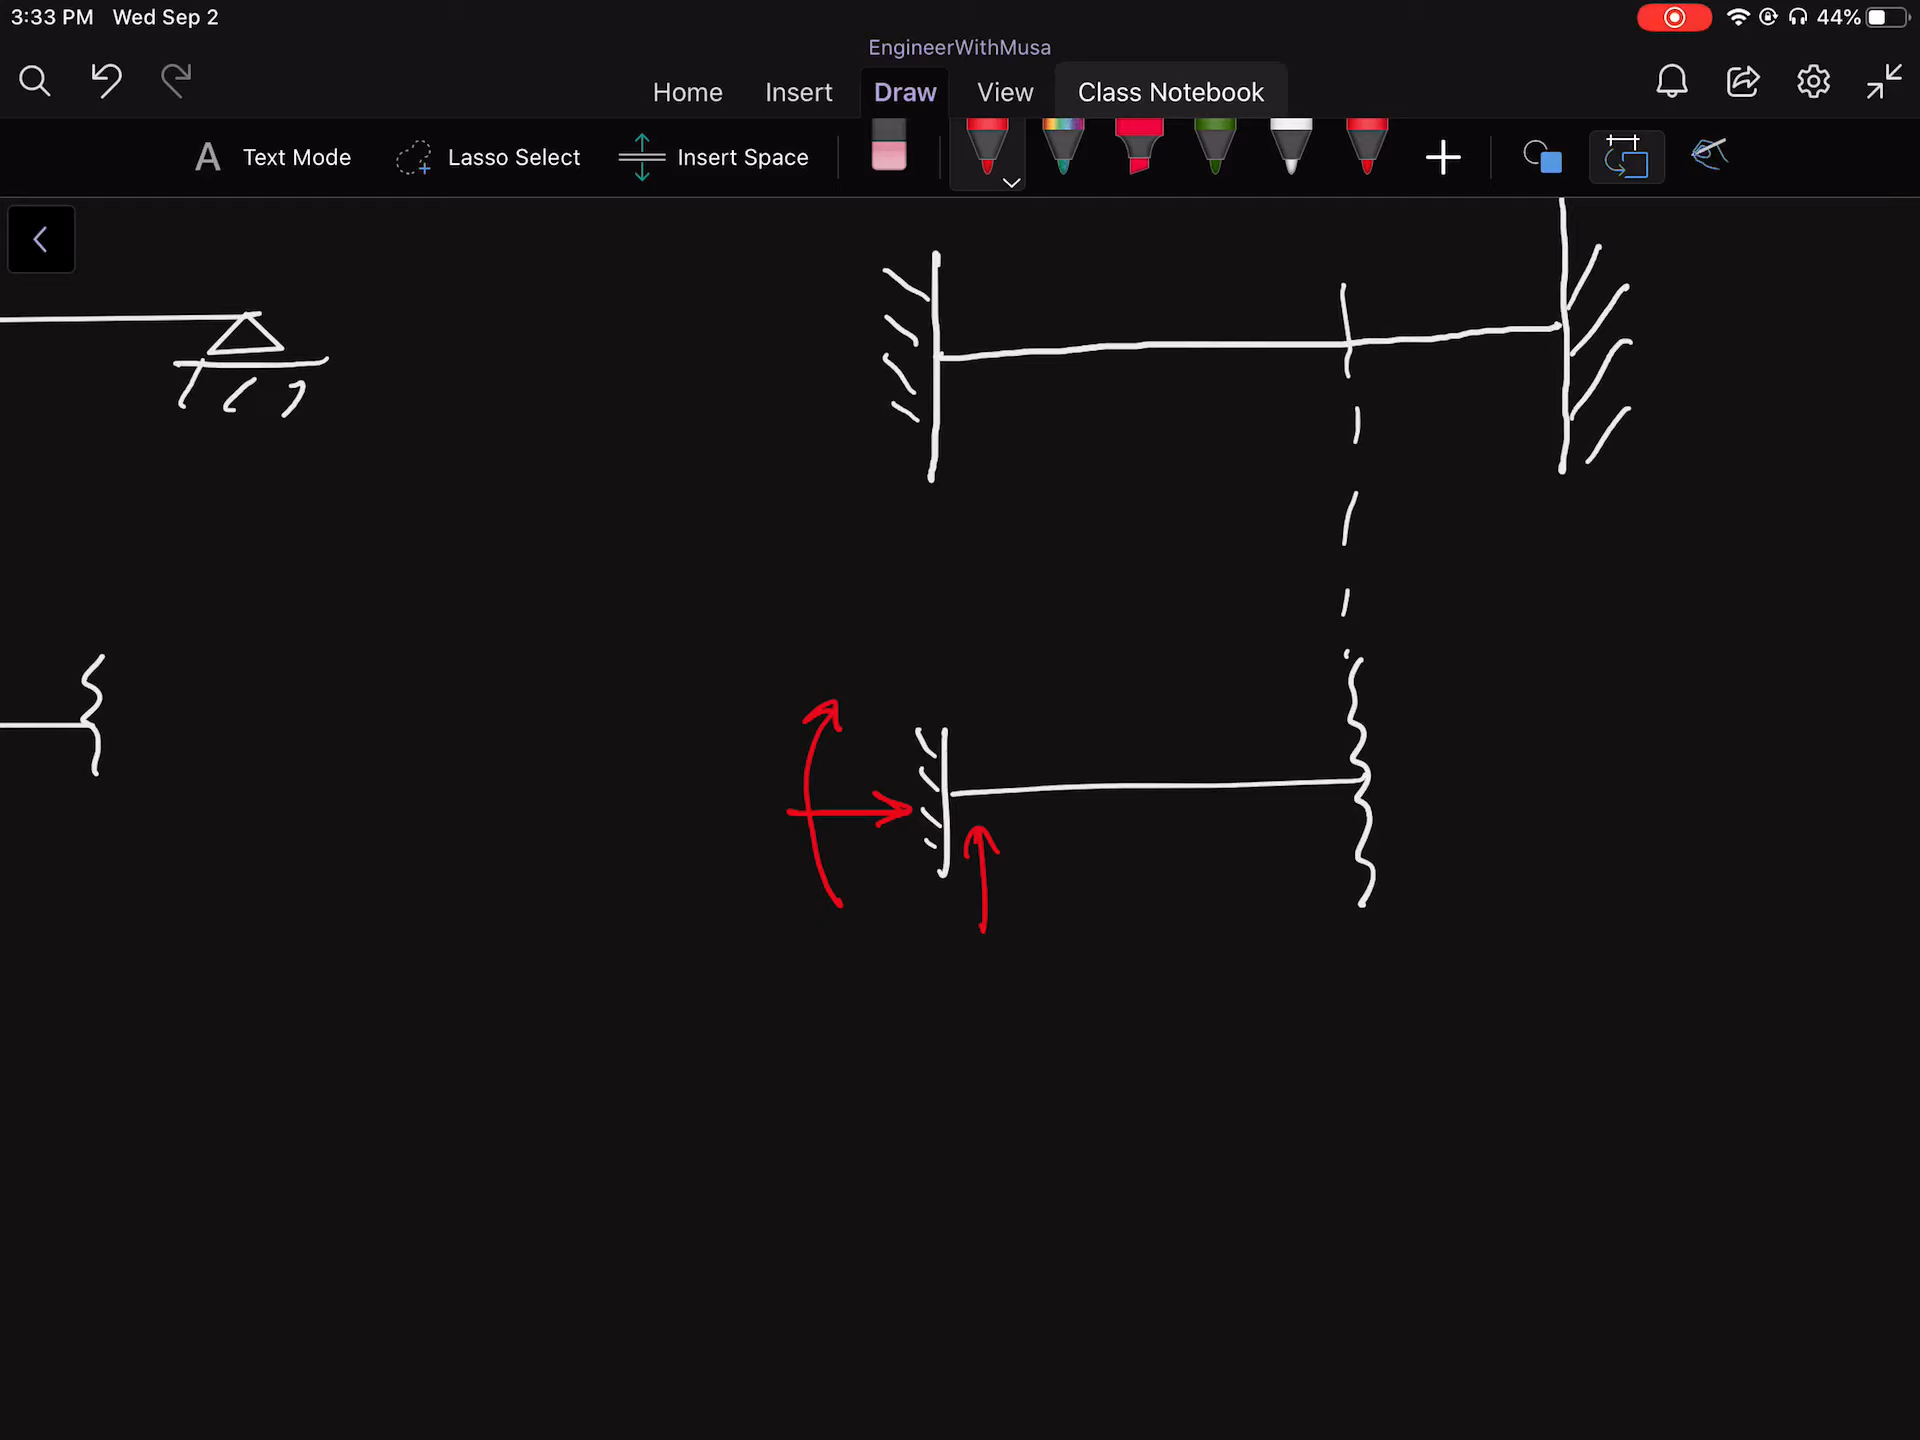 3:33 PM Wed Sep 2 44%
EngineerWithMusa
Home Insert Draw View Class Notebook
A Text Mode Lasso Select Insert Space